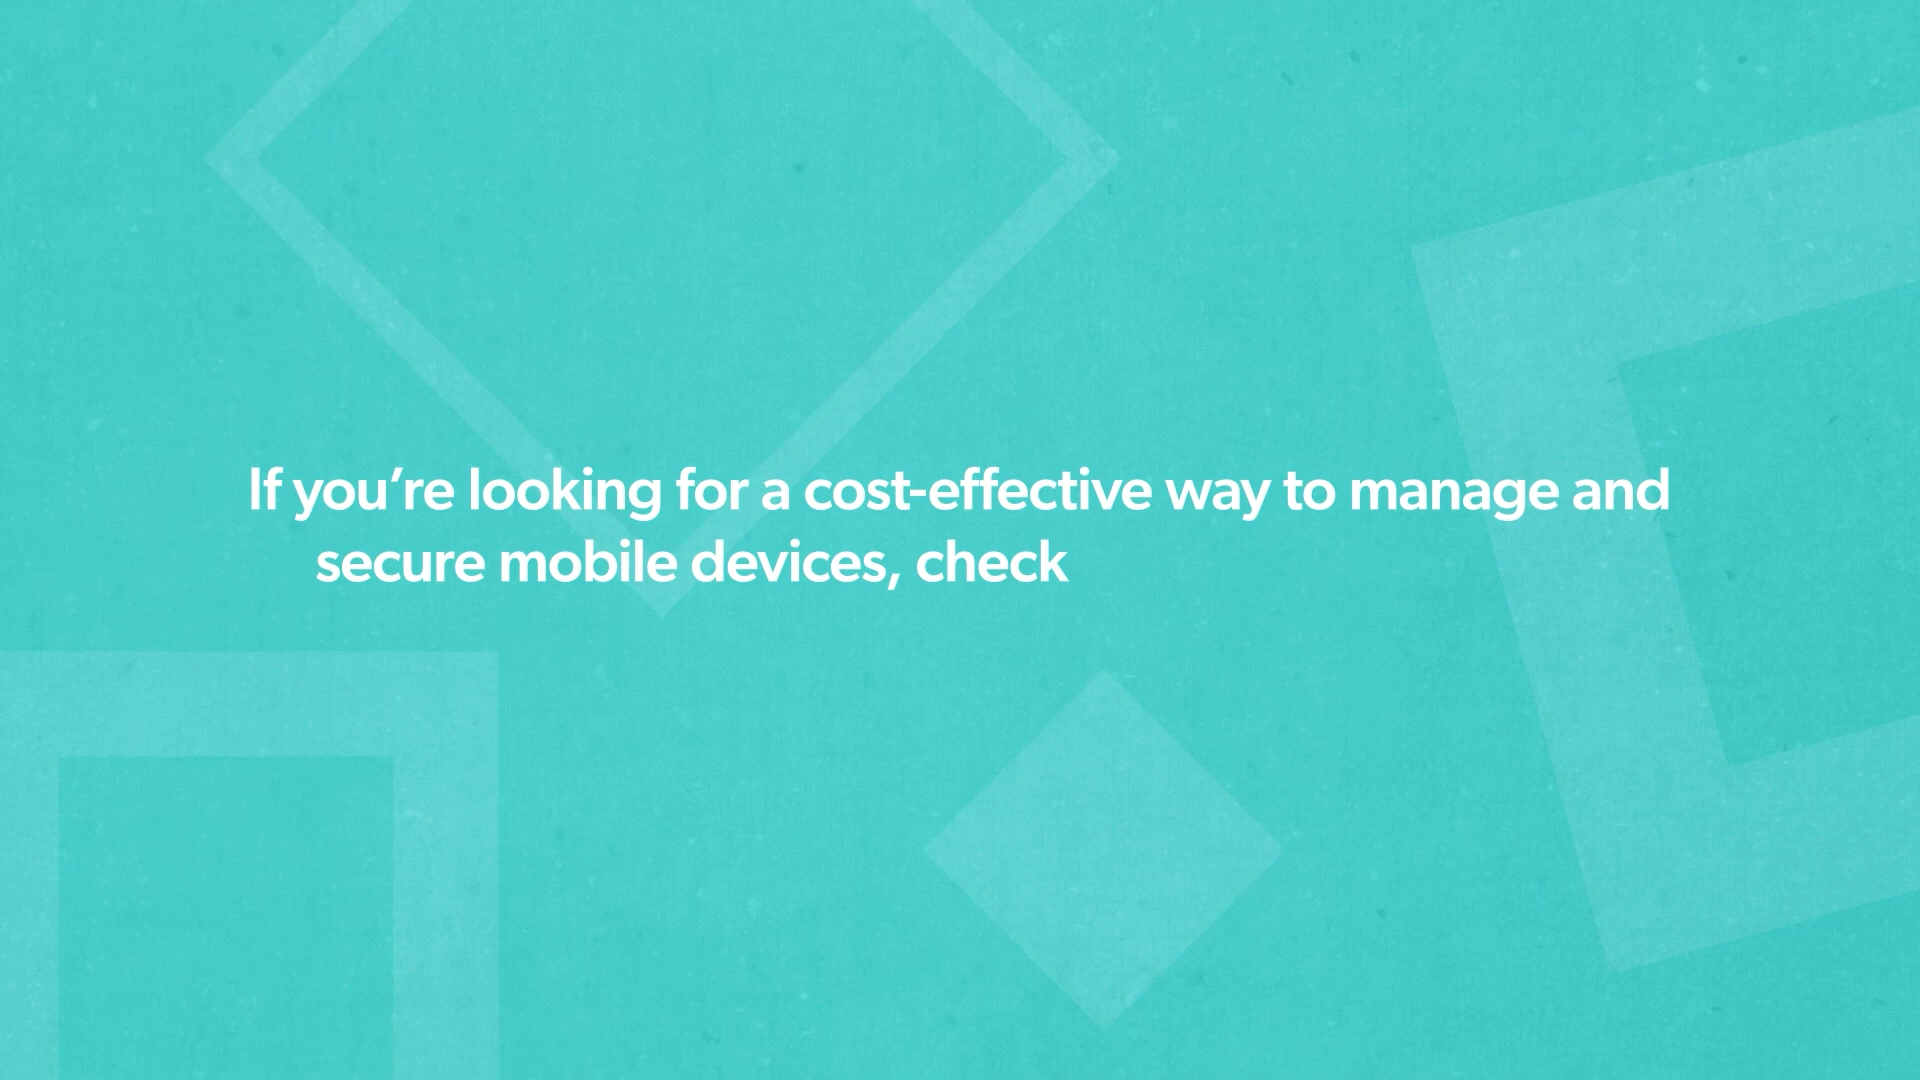 If you’re looking for a cost-effective way to manage and
secure mobile devices, check